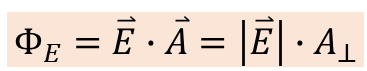 Φ_E = E⃗ · A⃗ = |E⃗| · A_⊥